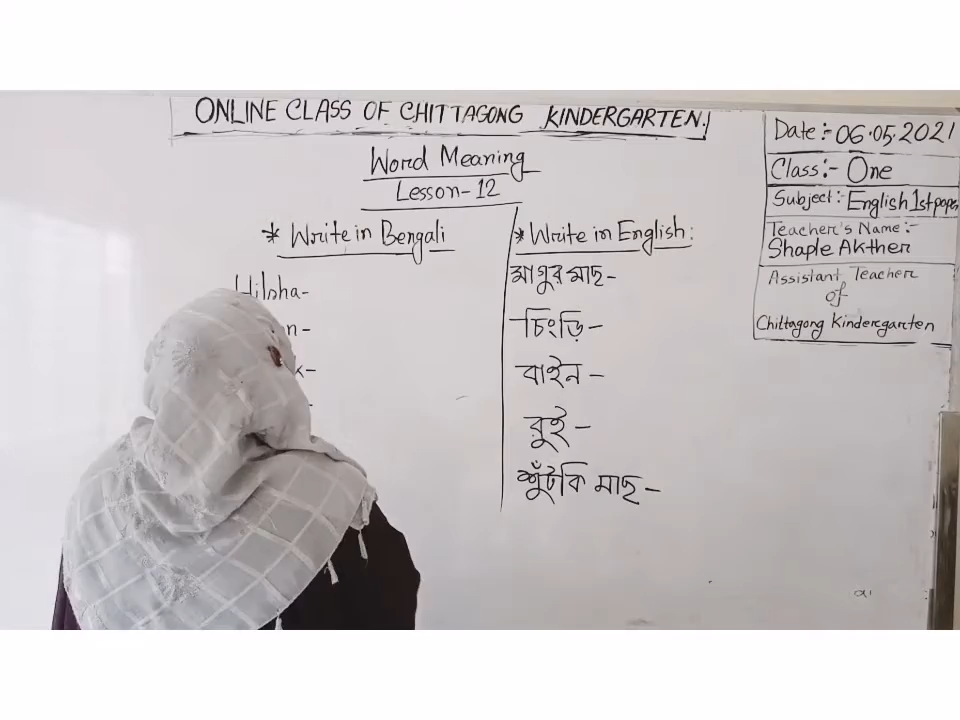 ONLINE CLASS OF CHITTAGONG KINDERGARTEN.
Word Meaning
Lesson-12
* Write in Bengali
Hilsha-
* Write in English:
মাগুর মাছ-
চিংড়ি-
বাইন-
রুই-
শুঁটকি মাছ-
Date:- 06.05.2021
Class:- One
Subject:- English 1st paper
Teacher's Name:-
Shaple Akther
Assistant Teacher
of
Chittagong Kindergarten